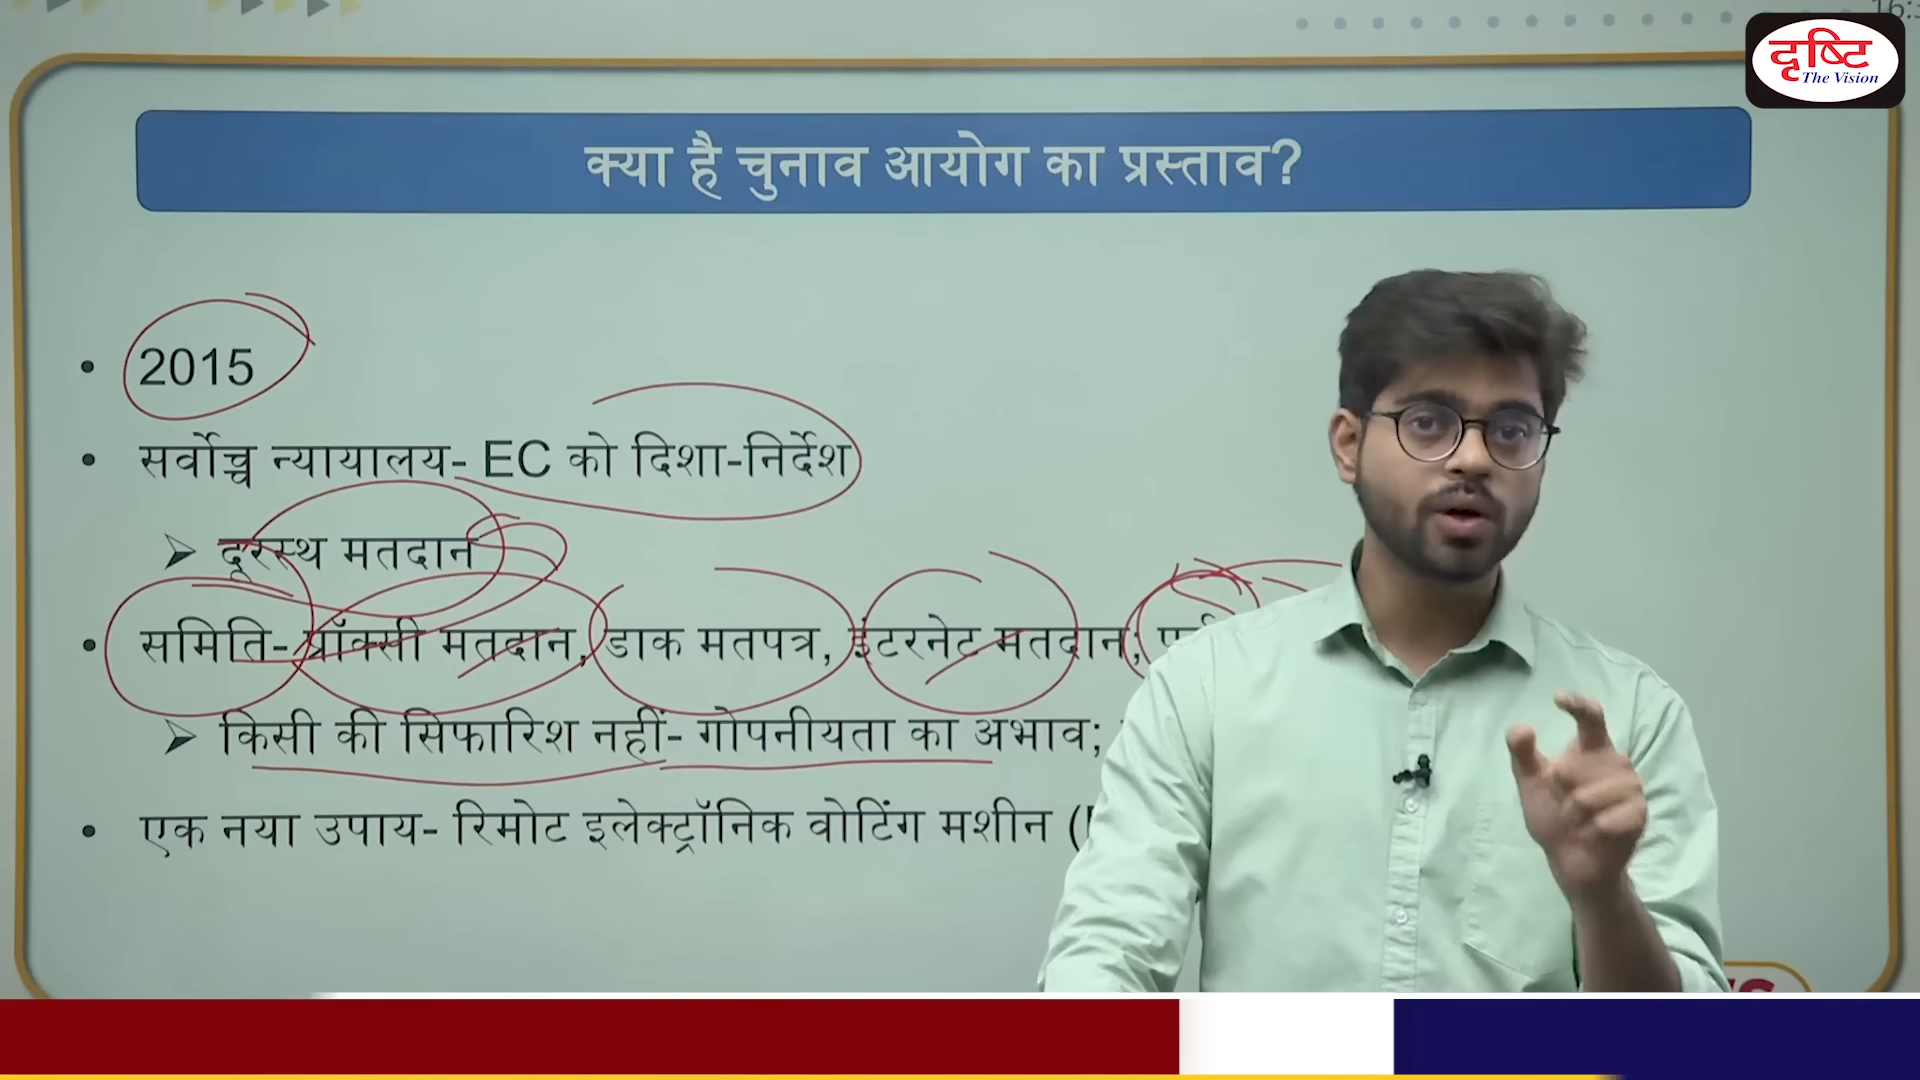 16:
दृष्टि
The Vision
क्या है चुनाव आयोग का प्रस्ताव?
• 2015
• सर्वोच्च न्यायालय- EC को दिशा-निर्देश
➢ दूरस्थ मतदान
• समिति- प्रॉक्सी मतदान, डाक मतपत्र, इंटरनेट मतदान;
➢ किसी की सिफारिश नहीं- गोपनीयता का अभाव;
• एक नया उपाय- रिमोट इलेक्ट्रॉनिक वोटिंग मशीन (